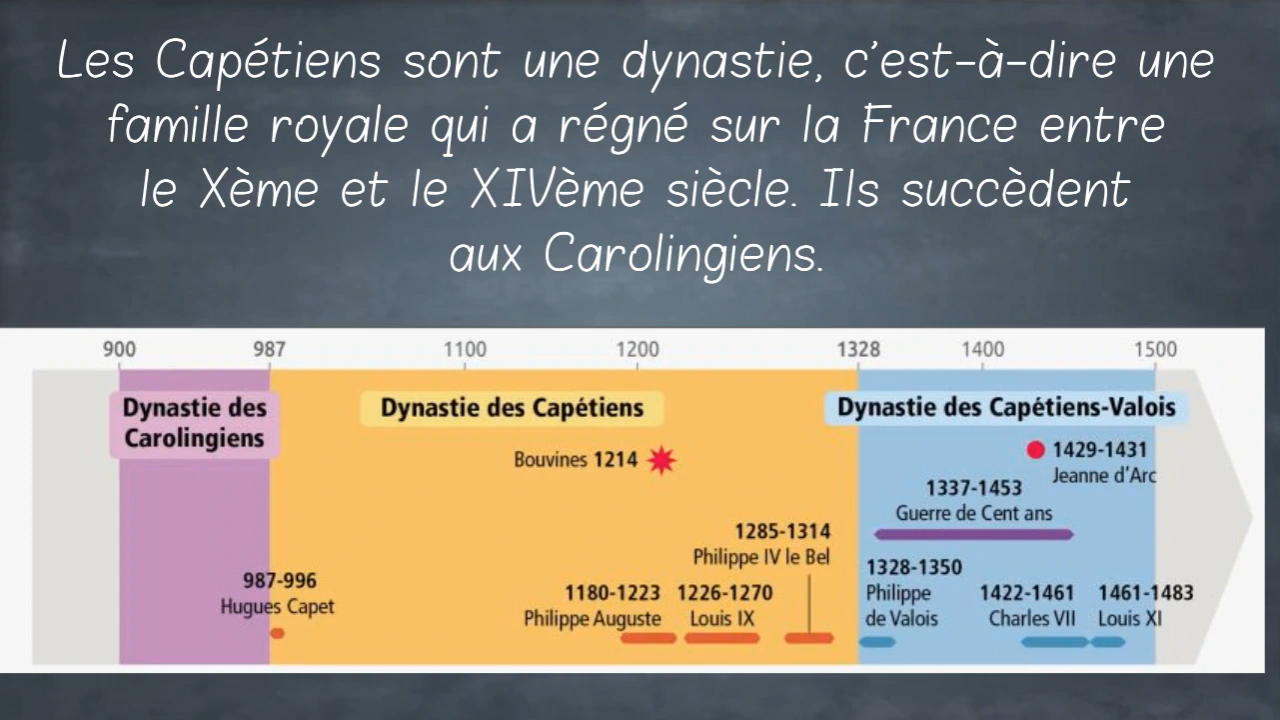 Les Capétiens sont une dynastie, c'est-à-dire une
famille royale qui a régné sur la France entre
le Xème et le XIVème siècle. Ils succèdent
aux Carolingiens.
900 987 1100 1200 1328 1400 1500
Dynastie des
Carolingiens
Dynastie des Capétiens
Dynastie des Capétiens-Valois
Bouvines 1214
1429-1431
Jeanne d'Arc
1337-1453
Guerre de Cent ans
1285-1314
Philippe IV le Bel
987-996
Hugues Capet
1180-1223
Philippe Auguste
1226-1270
Louis IX
1328-1350
Philippe
de Valois
1422-1461
Charles VII
1461-1483
Louis XI